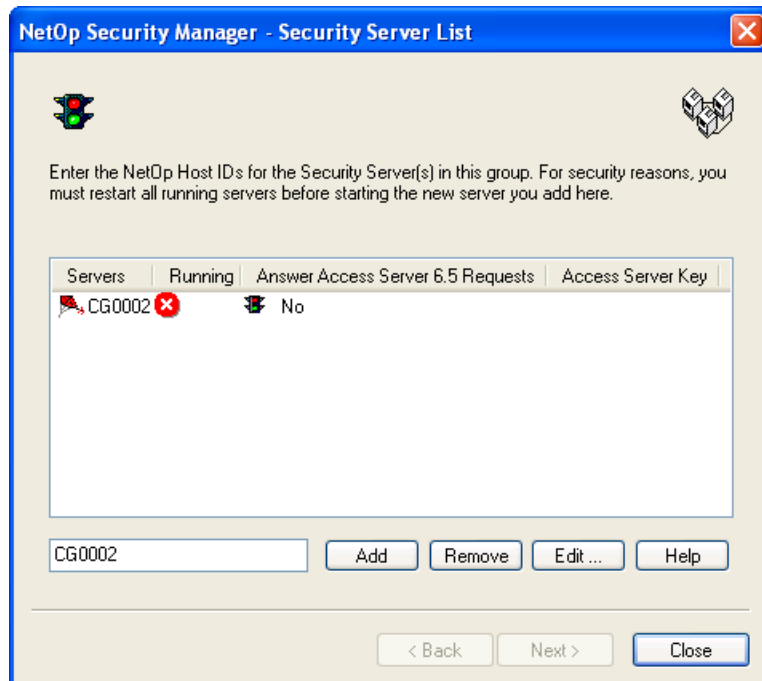 NetOp Security Manager - Security Server List
Enter the NetOp Host IDs for the Security Server(s) in this group. For security reasons, you
must restart all running servers before starting the new server you add here.
Servers Running Answer Access Server 6.5 Requests Access Server Key
CG0002 No
CG0002 Add Remove Edit ... Help
< Back Next > Close